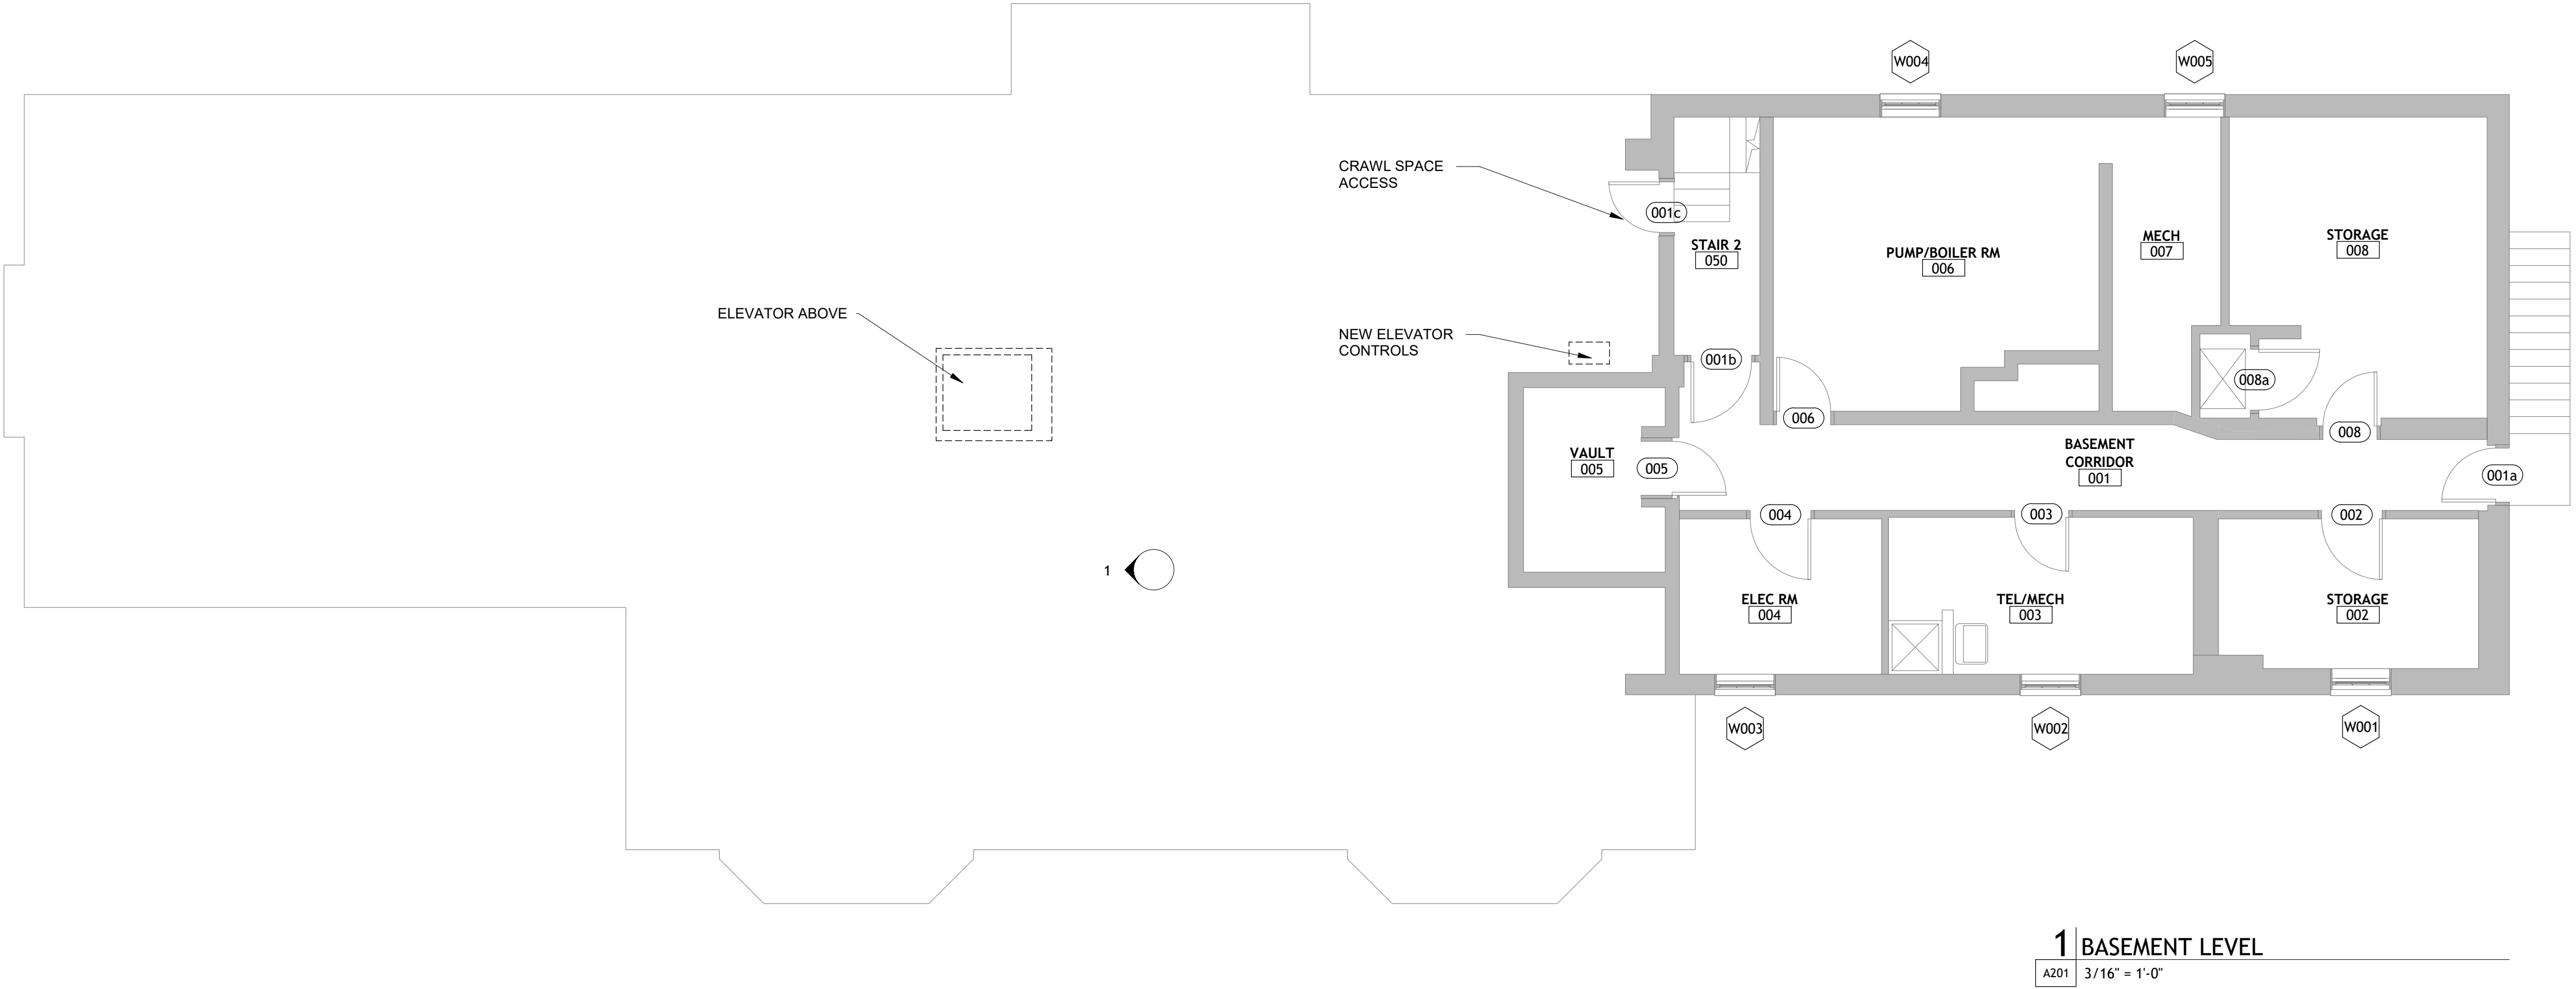 W004
W005
CRAWL SPACE
ACCESS
001c
STAIR 2
050
PUMP/BOILER RM
006
MECH
007
STORAGE
008
ELEVATOR ABOVE
NEW ELEVATOR
CONTROLS
001b
008a
006
008
BASEMENT
CORRIDOR
001
VAULT
005
005
001a
004
003
002
1
ELEC RM
004
TEL/MECH
003
STORAGE
002
W003
W002
W001
1 BASEMENT LEVEL
A201 3/16" = 1'-0"